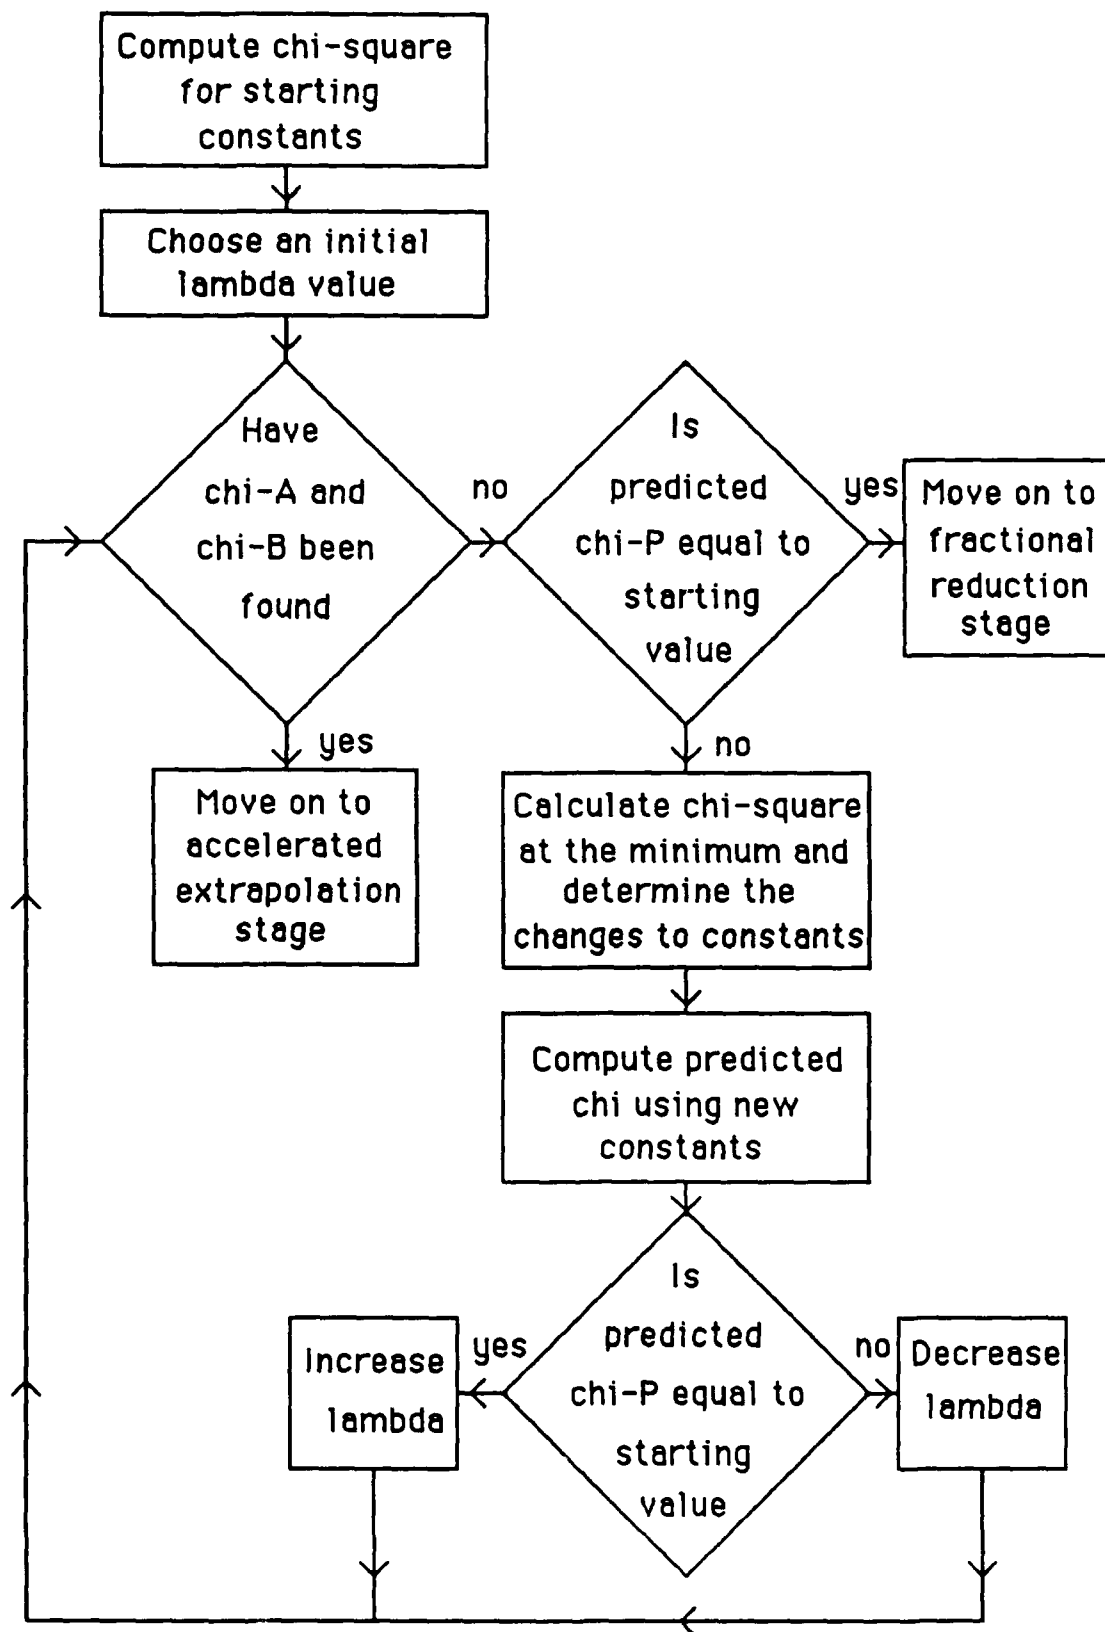 Compute chi-square
for starting
constants
Choose an initial
lambda value
Have
chi-A and
chi-B been
found
no
yes
Is
predicted
chi-P equal to
starting
value
yes
Move on to
fractional
reduction
stage
Move on to
accelerated
extrapolation
stage
no
Calculate chi-square
at the minimum and
determine the
changes to constants
Compute predicted
chi using new
constants
Is
predicted
chi-P equal to
starting
value
yes
Increase
lambda
no
Decrease
lambda